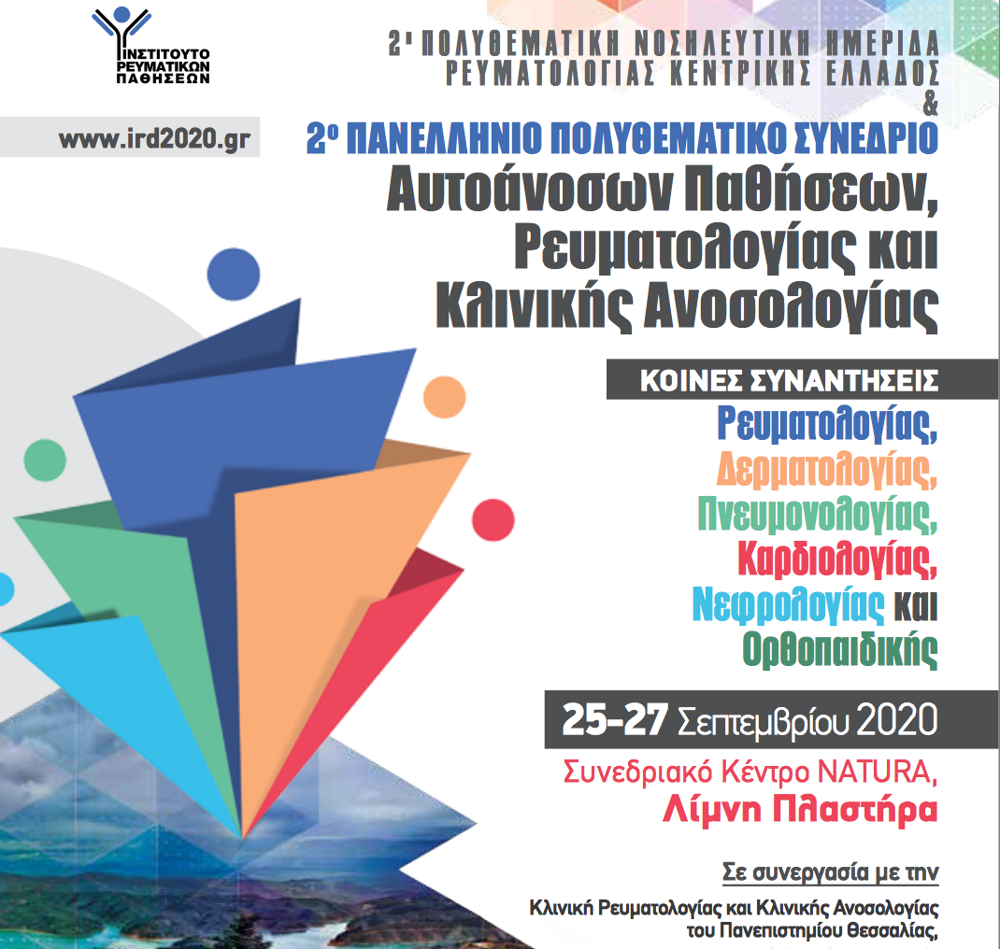 ΙΝΣΤΙΤΟΥΤΟ
ΡΕΥΜΑΤΙΚΩΝ
ΠΑΘΗΣΕΩΝ
www.ird2020.gr
2η ΠΟΛΥΘΕΜΑΤΙΚΗ ΝΟΣΗΛΕΥΤΙΚΗ ΗΜΕΡΙΔΑ
ΡΕΥΜΑΤΟΛΟΓΙΑΣ ΚΕΝΤΡΙΚΗΣ ΕΛΛΑΔΟΣ
&
2ο ΠΑΝΕΛΛΗΝΙΟ ΠΟΛΥΘΕΜΑΤΙΚΟ ΣΥΝΕΔΡΙΟ
Αυτοάνοσων Παθήσεων,
Ρευματολογίας και
Κλινικής Ανοσολογίας
ΚΟΙΝΕΣ ΣΥΝΑΝΤΗΣΕΙΣ
Ρευματολογίας,
Δερματολογίας,
Πνευμονολογίας,
Καρδιολογίας,
Νεφρολογίας και
Ορθοπαιδικής
25-27 Σεπτεμβρίου 2020
Συνεδριακό Κέντρο NATURA,
Λίμνη Πλαστήρα
Σε συνεργασία με την
Κλινική Ρευματολογίας και Κλινικής Ανοσολογίας
του Πανεπιστημίου Θεσσαλίας,